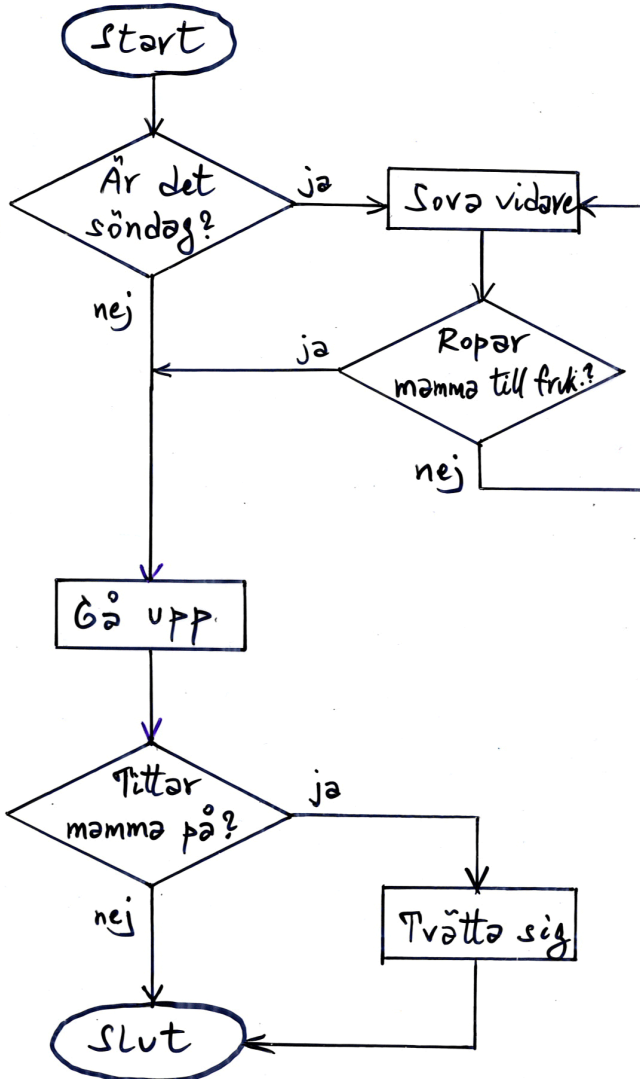 Start
Är det
söndag?
ja
Sova vidare
nej
ja
Ropar
mamma till fruk.?
nej
Gå upp
Tittar
mamma på?
ja
nej
Tvätta sig
Slut